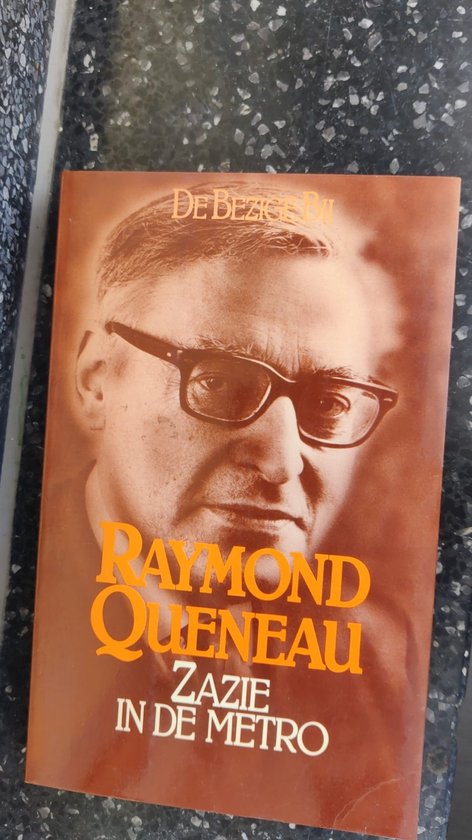 DE BEZIGE BIJ
RAYMOND
QUENEAU
ZAZIE
IN DE METRO